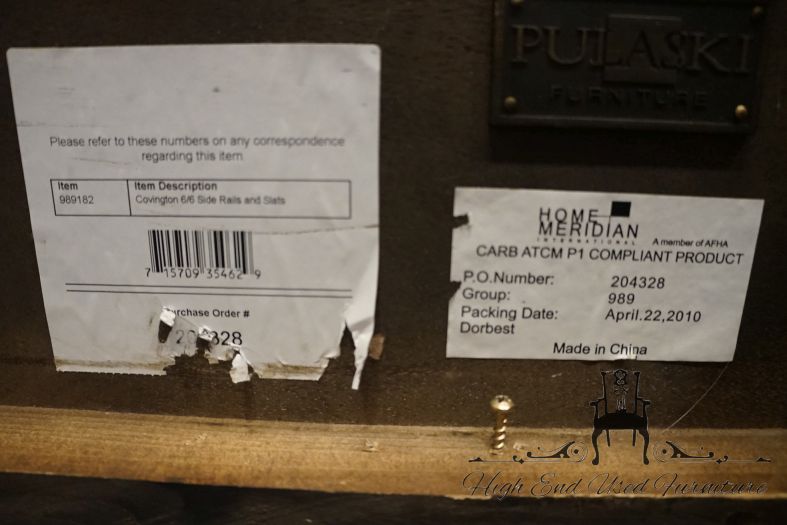 PULASKI
FURNITURE
Please refer to these numbers on any correspondence
regarding this item
Item Item Description
989182 Covington 6/6 Side Rails and Slats
7 15709 35462 9
urchase Order #
328
HOME
MERIDIAN
INTERNATIONAL
A member of AFHA
CARB ATCM P1 COMPLIANT PRODUCT
P.O.Number: 204328
Group: 989
Packing Date: April.22,2010
Dorbest
Made in China
High End Used Furniture